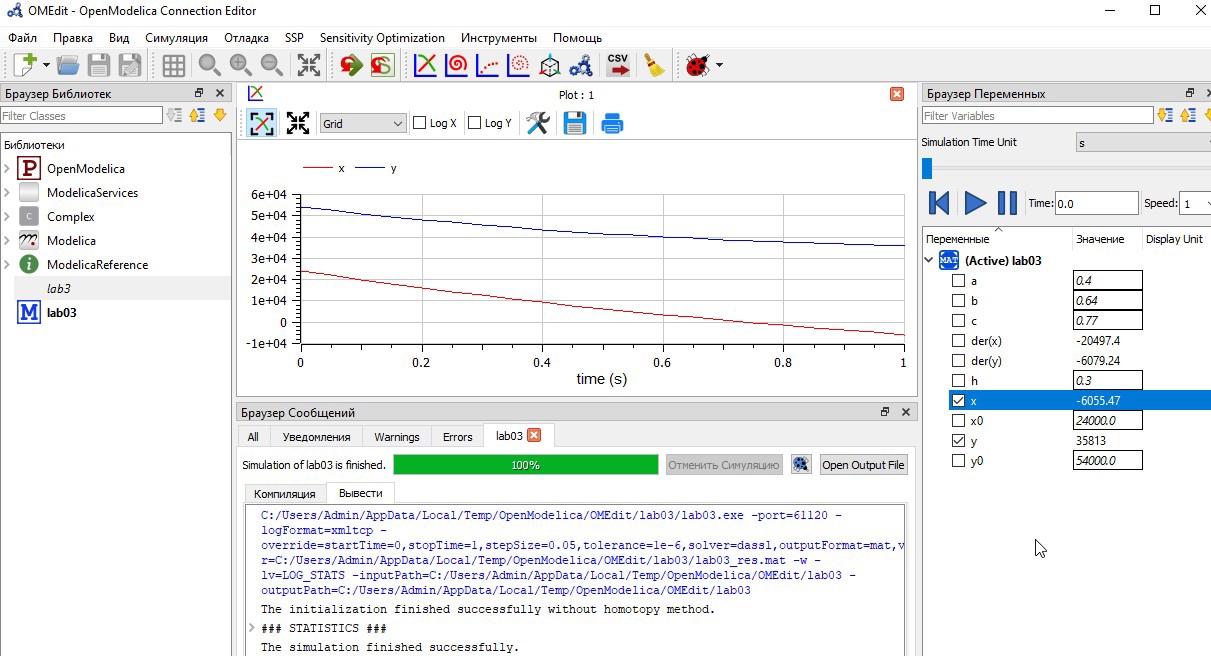 OMEdit - OpenModelica Connection Editor
Файл Правка Вид Симуляция Отладка SSP Sensitivity Optimization Инструменты Помощь
CSV
Браузер Библиотек
Filter Classes
Библиотеки
P OpenModelica
ModelicaServices
C Complex
m Modelica
i ModelicaReference
lab3
M lab03
Plot : 1
Grid Log X Log Y
x y
6e+04
5e+04
4e+04
3e+04
2e+04
1e+04
0
-1e+04
0 0.2 0.4 0.6 0.8 1
time (s)
Браузер Сообщений
All Уведомления Warnings Errors lab03
Simulation of lab03 is finished. 100% Отменить Симуляцию Open Output File
Компиляция Вывести
C:/Users/Admin/AppData/Local/Temp/OpenModelica/OMEdit/lab03/lab03.exe -port=61120 -
logFormat=xmltcp -
override=startTime=0,stopTime=1,stepSize=0.05,tolerance=1e-6,solver=dassl,outputFormat=mat,v
r=C:/Users/Admin/AppData/Local/Temp/OpenModelica/OMEdit/lab03/lab03_res.mat -w -
lv=LOG_STATS -inputPath=C:/Users/Admin/AppData/Local/Temp/OpenModelica/OMEdit/lab03 -
outputPath=C:/Users/Admin/AppData/Local/Temp/OpenModelica/OMEdit/lab03
The initialization finished successfully without homotopy method.
### STATISTICS ###
The simulation finished successfully.
Браузер Переменных
Filter Variables
Simulation Time Unit s
Time: 0.0 Speed: 1
Переменные Значение Display Unit
MAT (Active) lab03
a 0.4
b 0.64
c 0.77
der(x) -20497.4
der(y) -6079.24
h 0.3
x -6055.47
x0 24000.0
y 35813
y0 54000.0